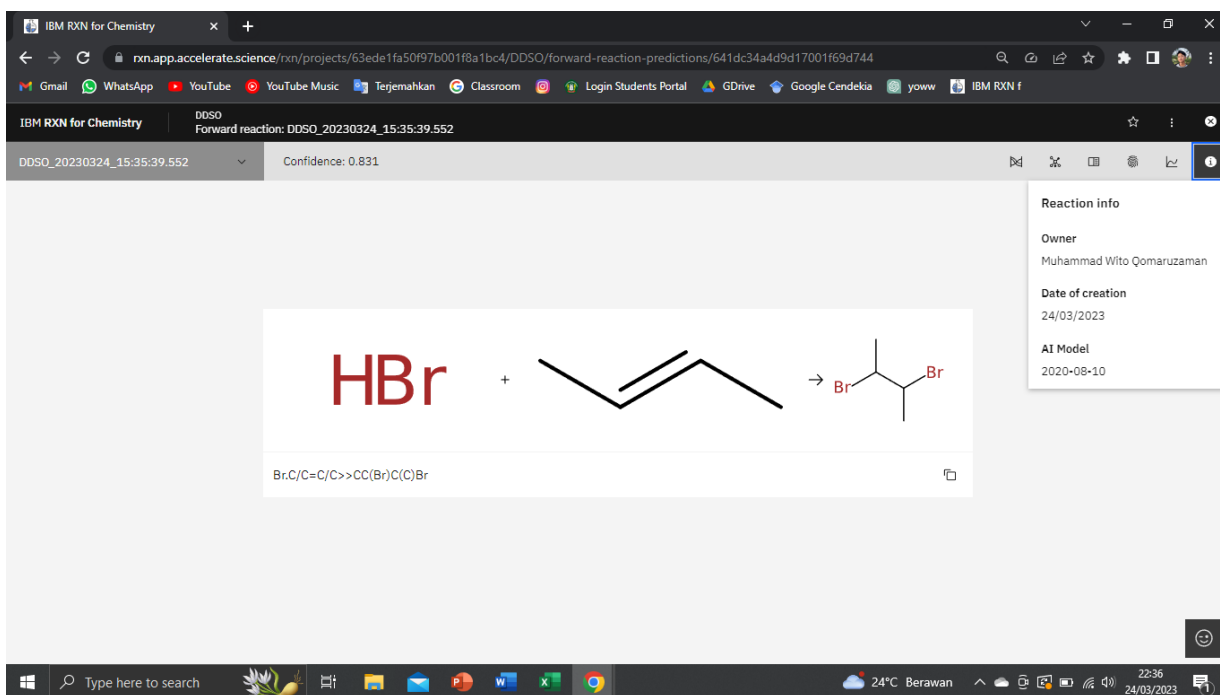 IBM RXN for Chemistry
rxn.app.accelerate.science/rxn/projects/63ede1fa50f97b001f8a1bc4/DDSO/forward-reaction-predictions/641dc34a4d9d17001f69d744
Gmail WhatsApp YouTube YouTube Music Terjemahkan Classroom Login Students Portal GDrive Google Cendekia yoww IBM RXN f
IBM RXN for Chemistry
DDSO
Forward reaction: DDSO_20230324_15:35:39.552
DDSO_20230324_15:35:39.552
Confidence: 0.831
Reaction info
Owner
Muhammad Wito Qomaruzaman
Date of creation
24/03/2023
AI Model
2020-08-10
HBr + → Br Br
Br.C/C=C/C>>CC(Br)C(C)Br
Type here to search
24°C Berawan
22:36
24/03/2023